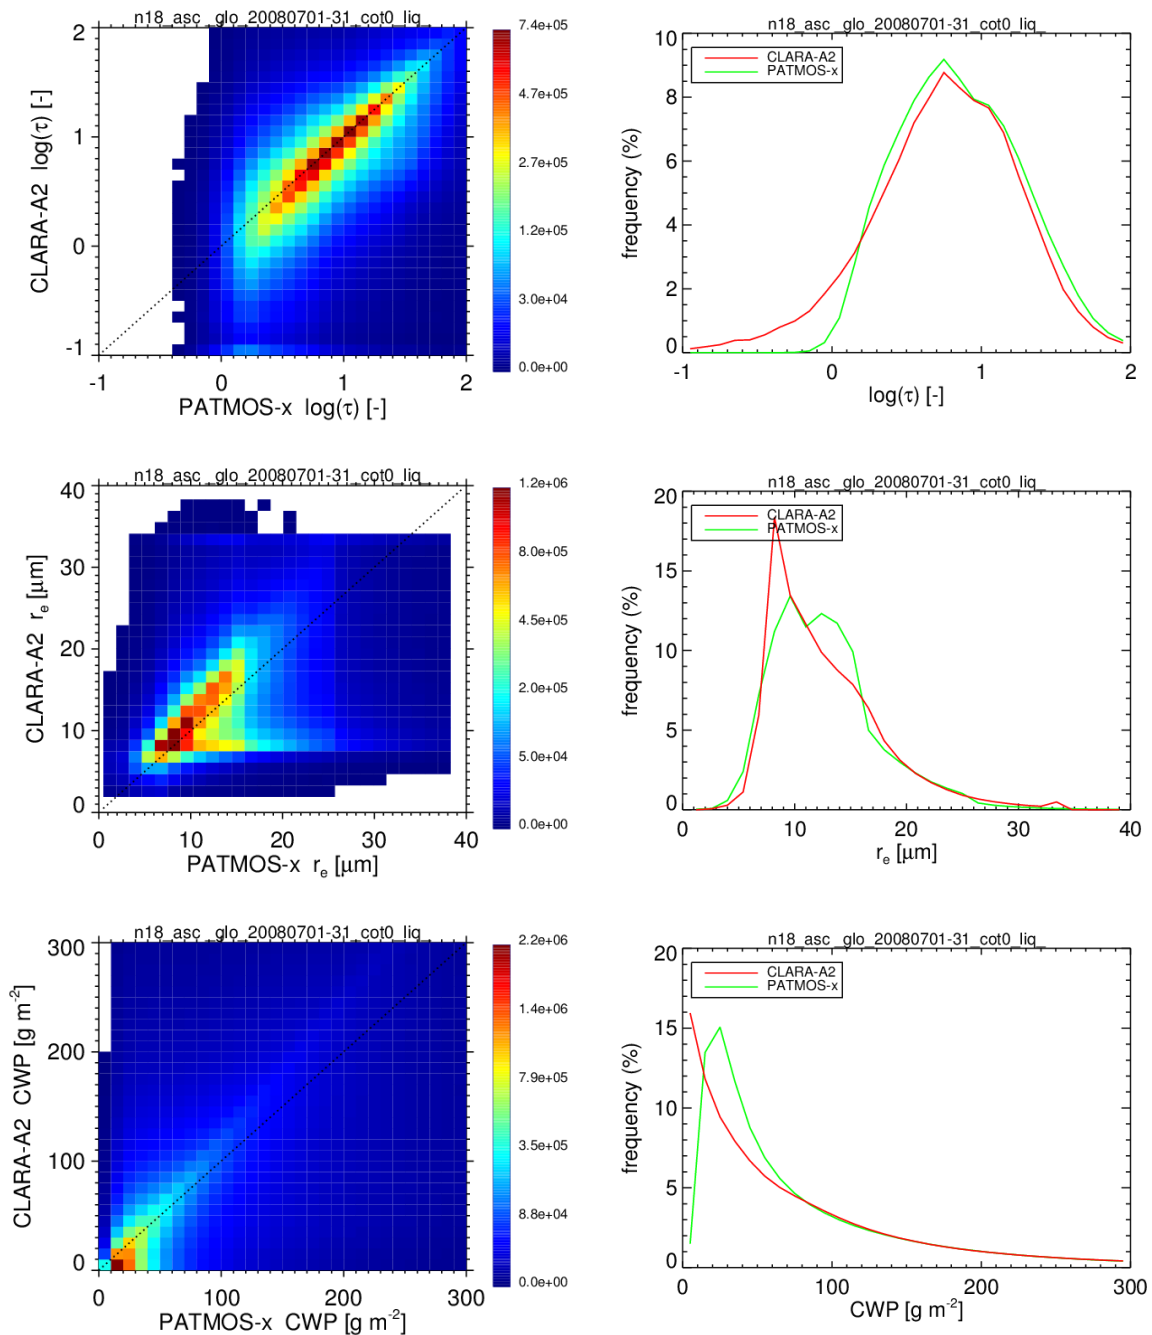 n18_asc_glo_20080701-31_cot0_liq_
2
1
0
-1
CLARA-A2 log(τ) [-]
-1 0 1 2
PATMOS-x log(τ) [-]
7.4e+05
4.7e+05
2.7e+05
1.2e+05
3.0e+04
0.0e+00
n18_asc_glo_20080701-31_cot0_liq_
CLARA-A2
PATMOS-x
10
8
6
4
2
0
frequency (%)
-1 0 1 2
log(τ) [-]
n18_asc_glo_20080701-31_cot0_liq_
40
30
20
10
0
CLARA-A2 re [μm]
0 10 20 30 40
PATMOS-x re [μm]
1.2e+06
8.0e+05
4.5e+05
2.0e+05
5.0e+04
0.0e+00
n18_asc_glo_20080701-31_cot0_liq_
CLARA-A2
PATMOS-x
20
15
10
5
0
frequency (%)
0 10 20 30 40
re [μm]
n18_asc_glo_20080701-31_cot0_liq_
300
200
100
0
CLARA-A2 CWP [g m-2]
0 100 200 300
PATMOS-x CWP [g m-2]
2.2e+06
1.4e+06
7.9e+05
3.5e+05
8.8e+04
0.0e+00
n18_asc_glo_20080701-31_cot0_liq_
CLARA-A2
PATMOS-x
20
15
10
5
0
frequency (%)
0 100 200 300
CWP [g m-2]